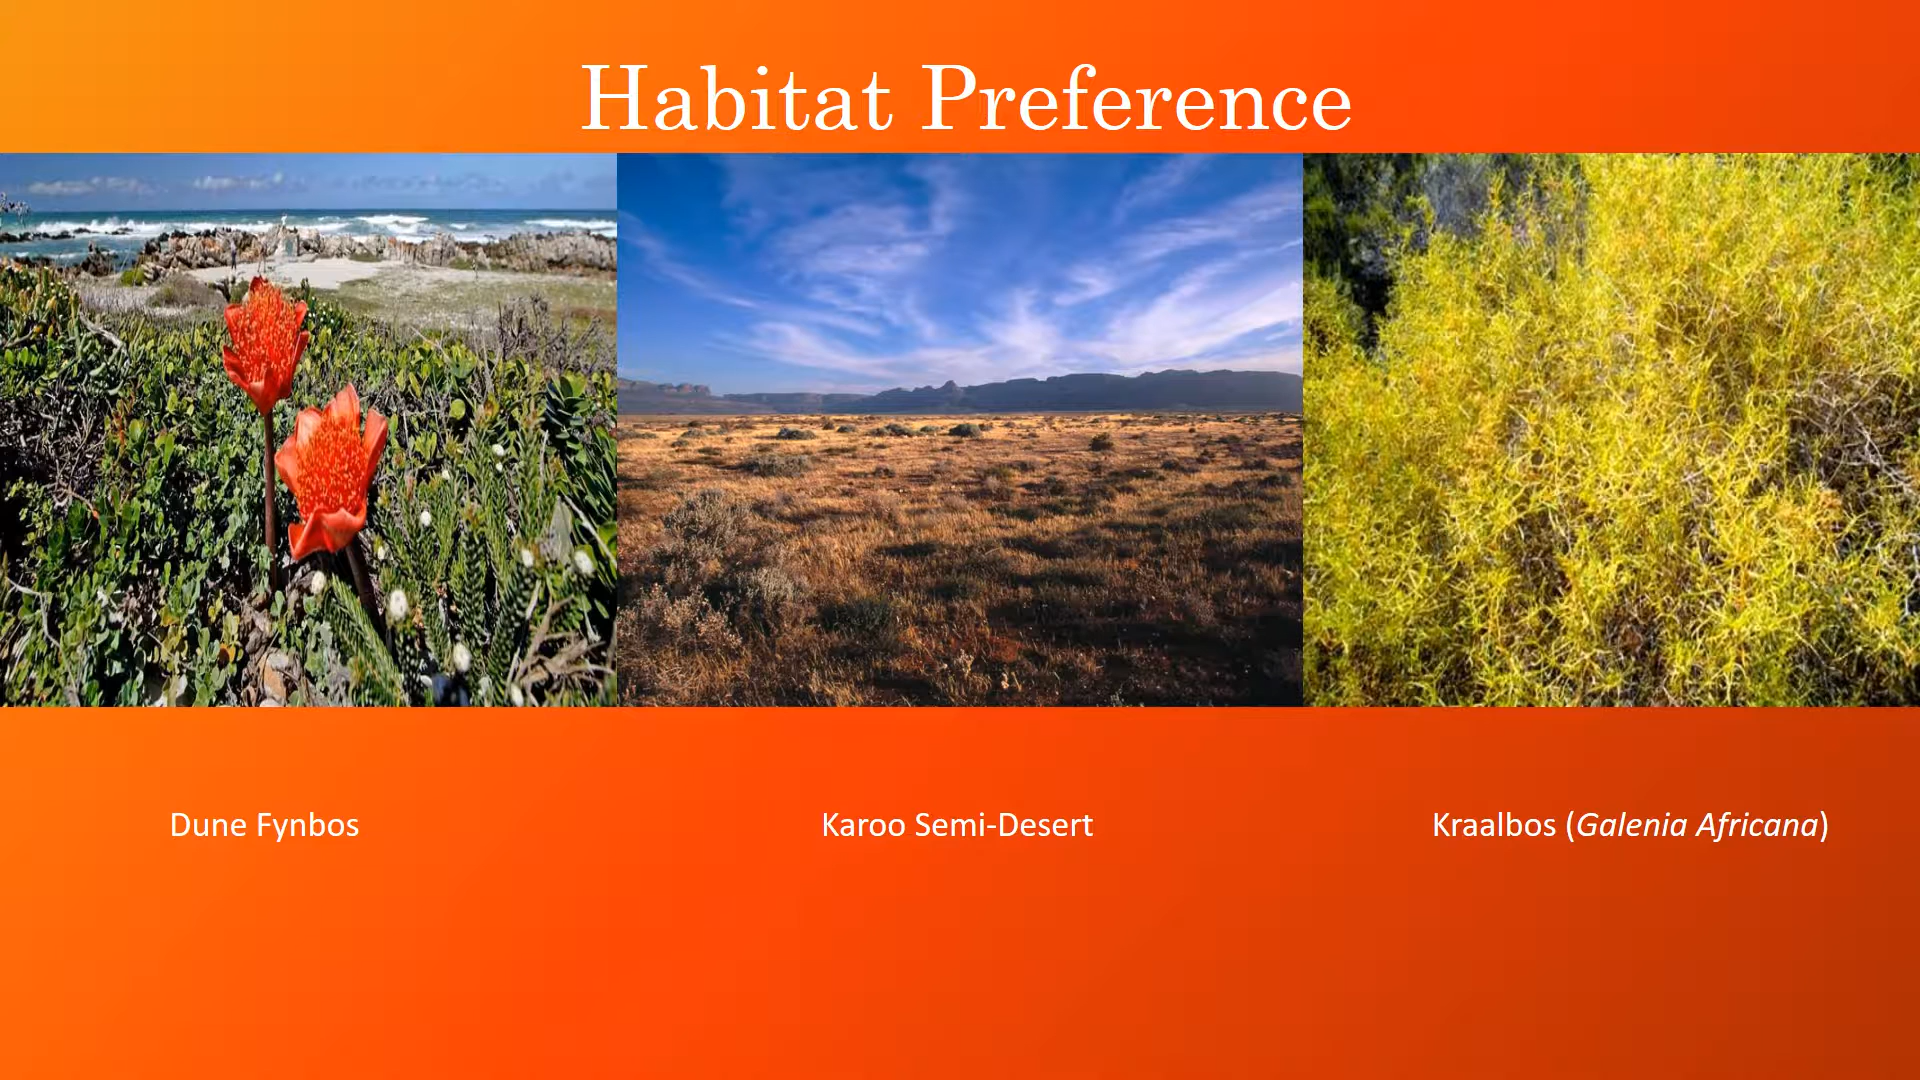 Habitat Preference
Dune Fynbos
Karoo Semi-Desert
Kraalbos (Galenia Africana)